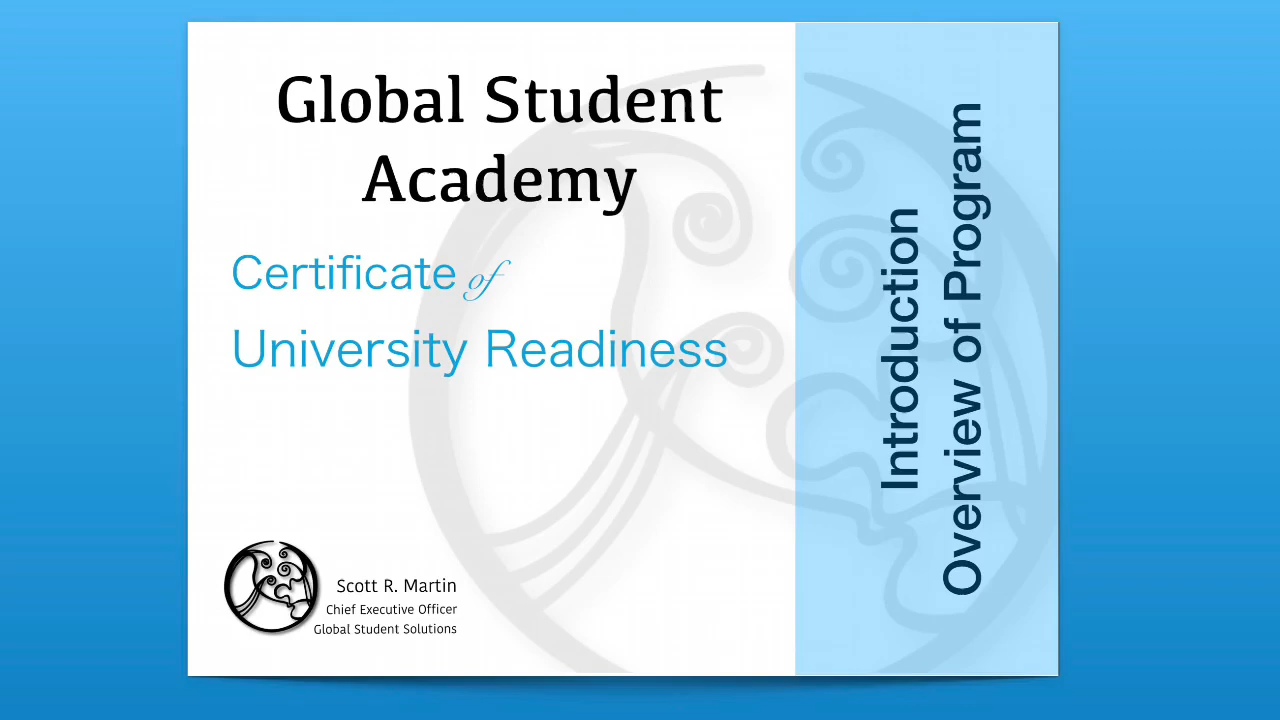 Global Student
Academy
Certificate of
University Readiness
Scott R. Martin
Chief Executive Officer
Global Student Solutions
Introduction
Overview of Program